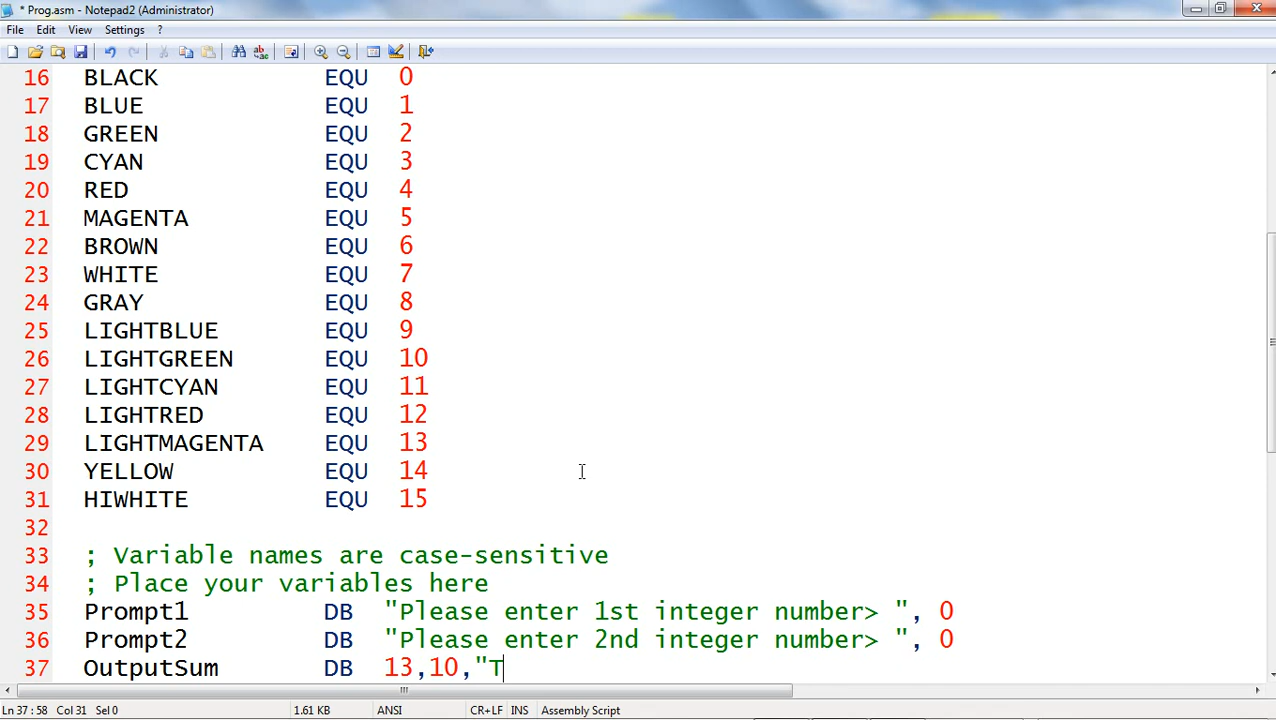 * Prog.asm - Notepad2 (Administrator)
File Edit View Settings ?
16 BLACK EQU 0
17 BLUE EQU 1
18 GREEN EQU 2
19 CYAN EQU 3
20 RED EQU 4
21 MAGENTA EQU 5
22 BROWN EQU 6
23 WHITE EQU 7
24 GRAY EQU 8
25 LIGHTBLUE EQU 9
26 LIGHTGREEN EQU 10
27 LIGHTCYAN EQU 11
28 LIGHTRED EQU 12
29 LIGHTMAGENTA EQU 13
30 YELLOW EQU 14
31 HIWHITE EQU 15
32
33 ; Variable names are case-sensitive
34 ; Place your variables here
35 Prompt1 DB "Please enter 1st integer number> ", 0
36 Prompt2 DB "Please enter 2nd integer number> ", 0
37 OutputSum DB 13,10,"T
Ln 37 : 58 Col 31 Sel 0 1.61 KB ANSI CR+LF INS Assembly Script